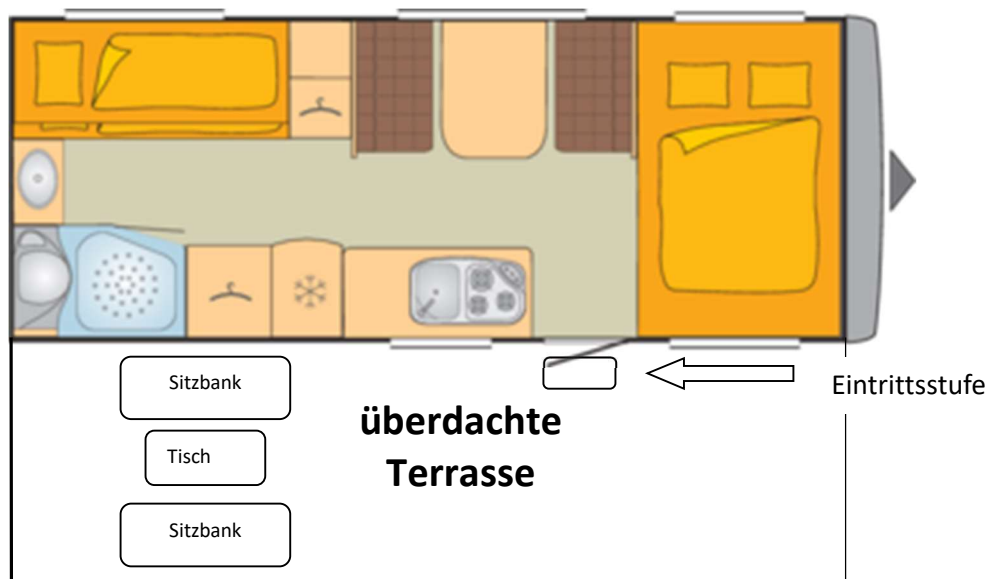 Sitzbank
Eintrittsstufe
überdachte
Terrasse
Tisch
Sitzbank